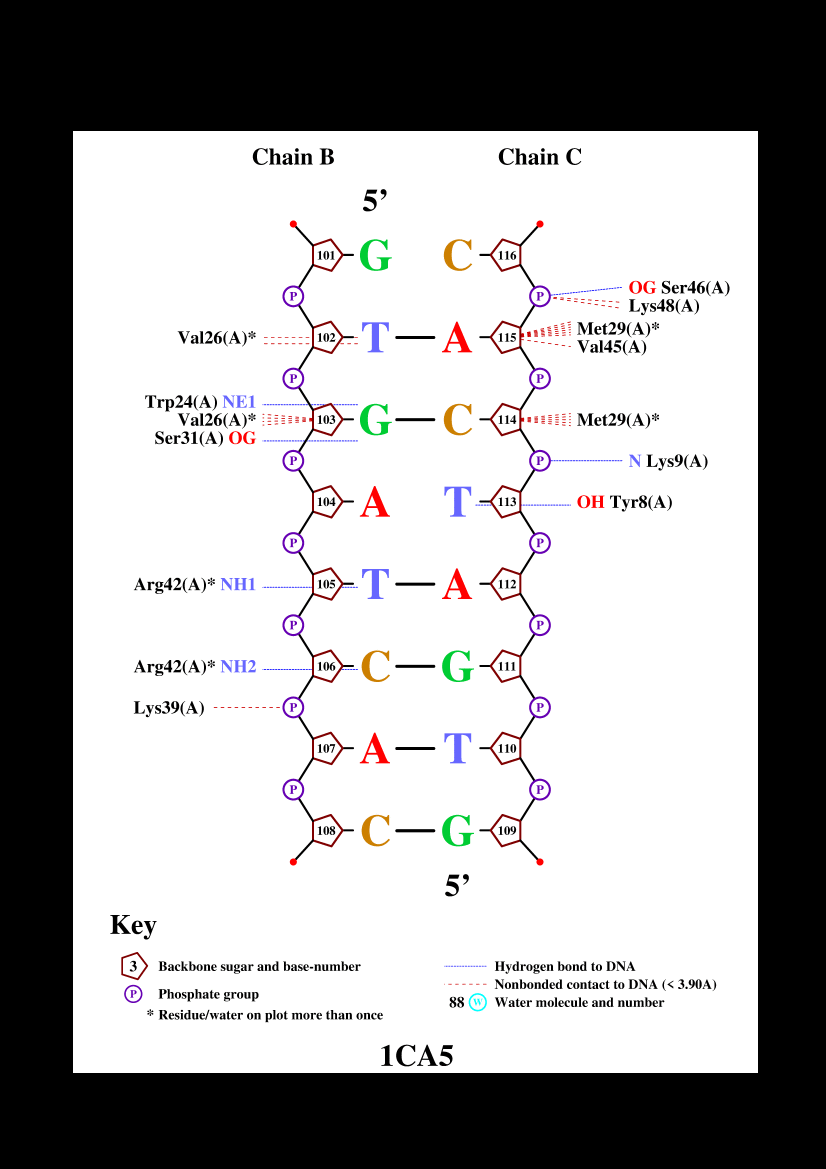 Chain B Chain C
5’
101 G C 116
P P OG Ser46(A)
Lys48(A)
Val26(A)* 102 T A 115 Met29(A)*
Val45(A)
P P
Trp24(A) NE1
Val26(A)* 103 G C 114 Met29(A)*
Ser31(A) OG
P P N Lys9(A)
104 A T 113 OH Tyr8(A)
P P
Arg42(A)* NH1 105 T A 112
P P
Arg42(A)* NH2 106 C G 111
Lys39(A) P P
107 A T 110
P P
108 C G 109
5’
Key
3 Backbone sugar and base-number Hydrogen bond to DNA
Nonbonded contact to DNA (< 3.90A)
P Phosphate group 88 W Water molecule and number
* Residue/water on plot more than once
1CA5